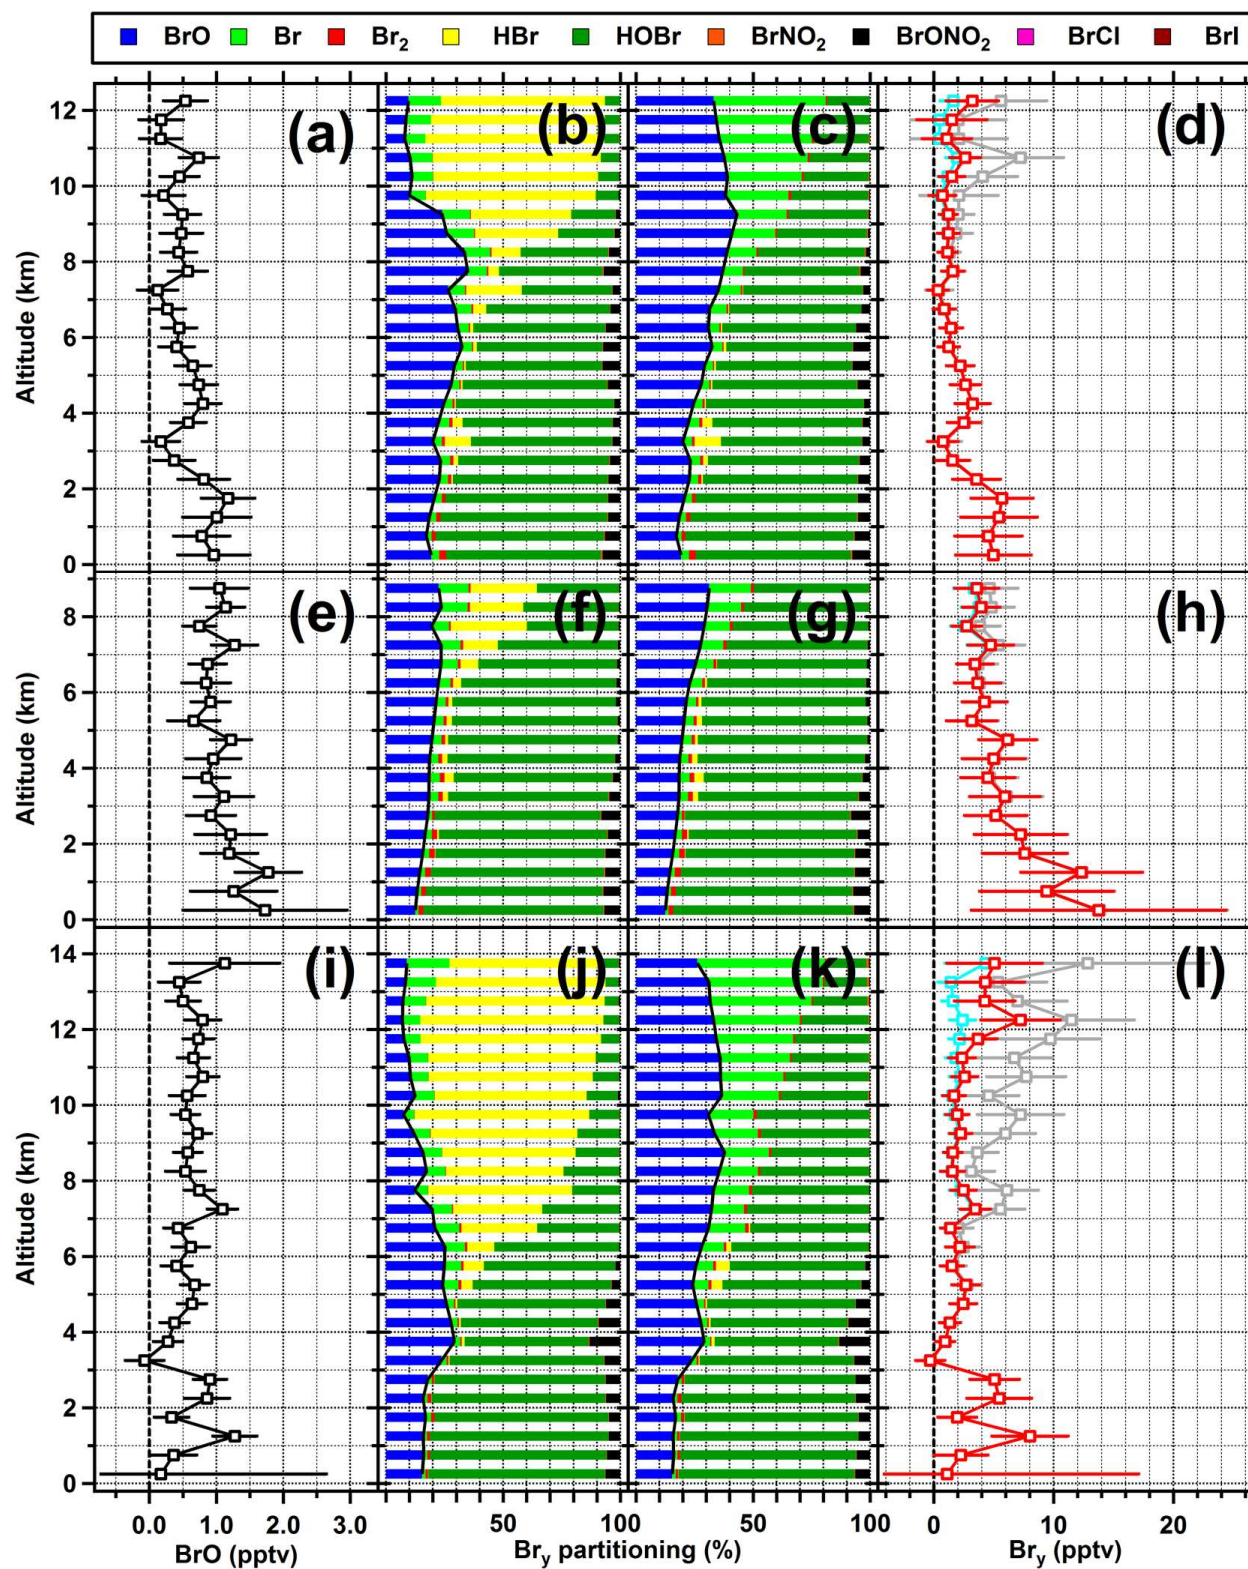 BrO Br Br₂ HBr HOBr BrNO₂ BrONO₂ BrCl BrI
12
10
8
6
4
2
0
Altitude (km)
(a)
(b)
(c)
(d)
8
6
4
2
0
Altitude (km)
(e)
(f)
(g)
(h)
14
12
10
8
6
4
2
0
Altitude (km)
(i)
(j)
(k)
(l)
0.0 1.0 2.0 3.0
BrO (pptv)
50 100
50 100
Br_y partitioning (%)
0 10 20
Br_y (pptv)